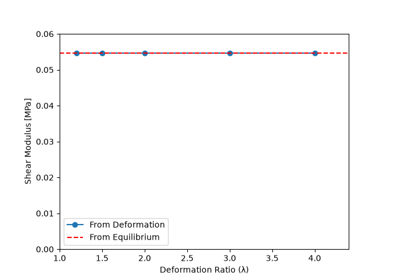 0.06
0.05
0.04
0.03
0.02
0.01
0.00
Shear Modulus [MPa]
From Deformation
From Equilibrium
1.0 1.5 2.0 2.5 3.0 3.5 4.0
Deformation Ratio (λ)